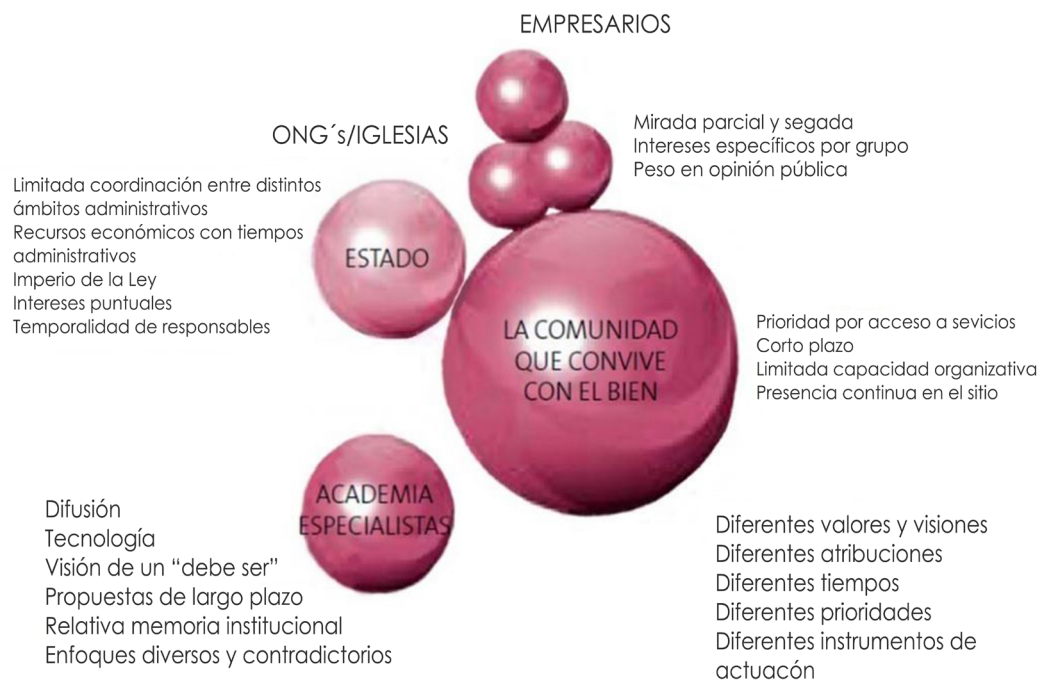 EMPRESARIOS
ONG´s/IGLESIAS
Mirada parcial y segada
Intereses específicos por grupo
Peso en opinión pública
Limitada coordinación entre distintos
ámbitos administrativos
Recursos económicos con tiempos
administrativos
Imperio de la Ley
Intereses puntuales
Temporalidad de responsables
ESTADO
LA COMUNIDAD
QUE CONVIVE
CON EL BIEN
Prioridad por acceso a sevicios
Corto plazo
Limitada capacidad organizativa
Presencia continua en el sitio
ACADEMIA
ESPECIALISTAS
Difusión
Tecnología
Visión de un “debe ser”
Propuestas de largo plazo
Relativa memoria institucional
Enfoques diversos y contradictorios
Diferentes valores y visiones
Diferentes atribuciones
Diferentes tiempos
Diferentes prioridades
Diferentes instrumentos de
actuacón